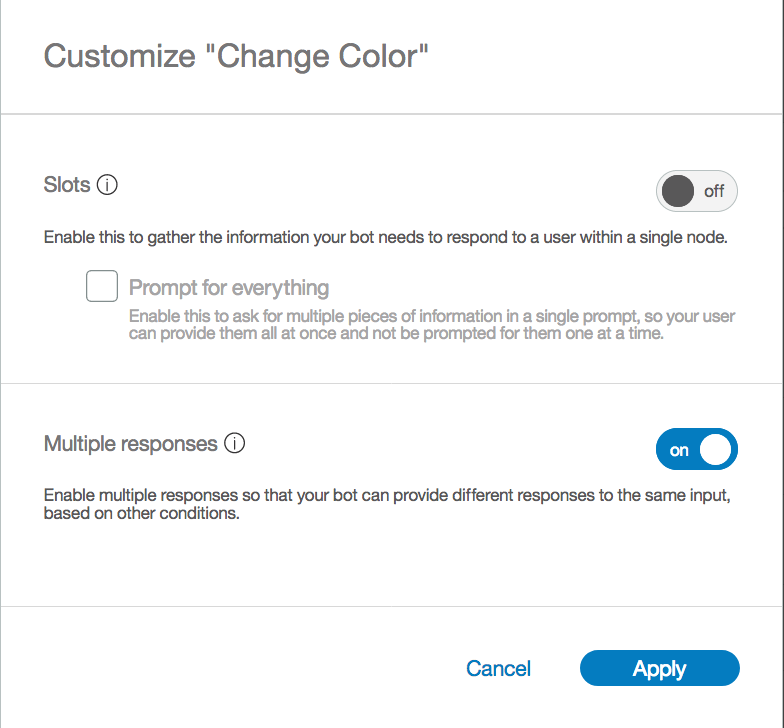 Customize "Change Color"
Slots
off
Enable this to gather the information your bot needs to respond to a user within a single node.
Prompt for everything
Enable this to ask for multiple pieces of information in a single prompt, so your user
can provide them all at once and not be prompted for them one at a time.
Multiple responses
on
Enable multiple responses so that your bot can provide different responses to the same input,
based on other conditions.
Cancel
Apply